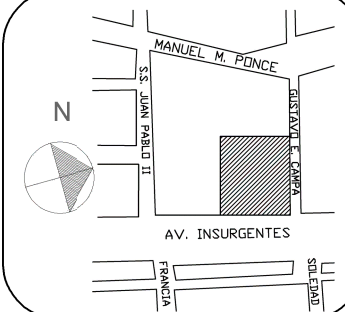 MANUEL M. PONCE
S.S. JUAN PABLO II
GUSTAVO E. CAMPA
N
AV. INSURGENTES
FRANCIA
SOLEDAD